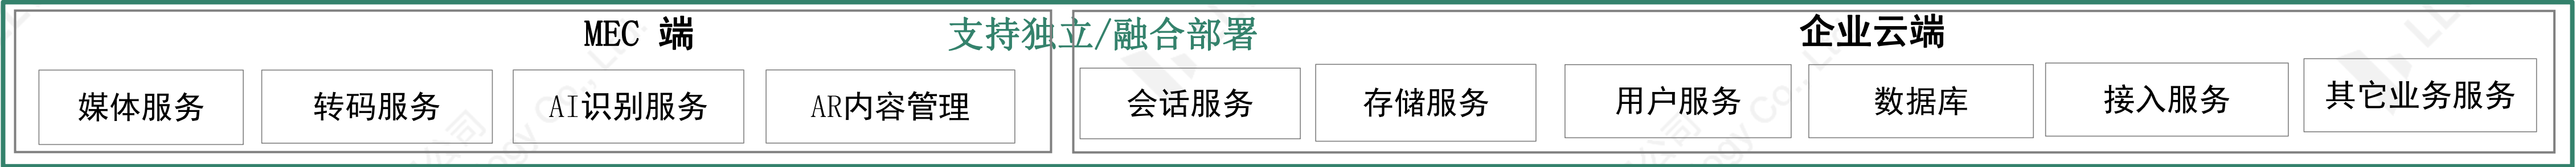 MEC 端
支持独立/融合部署
企业云端
媒体服务
转码服务
AI识别服务
AR内容管理
会话服务
存储服务
用户服务
数据库
接入服务
其它业务服务